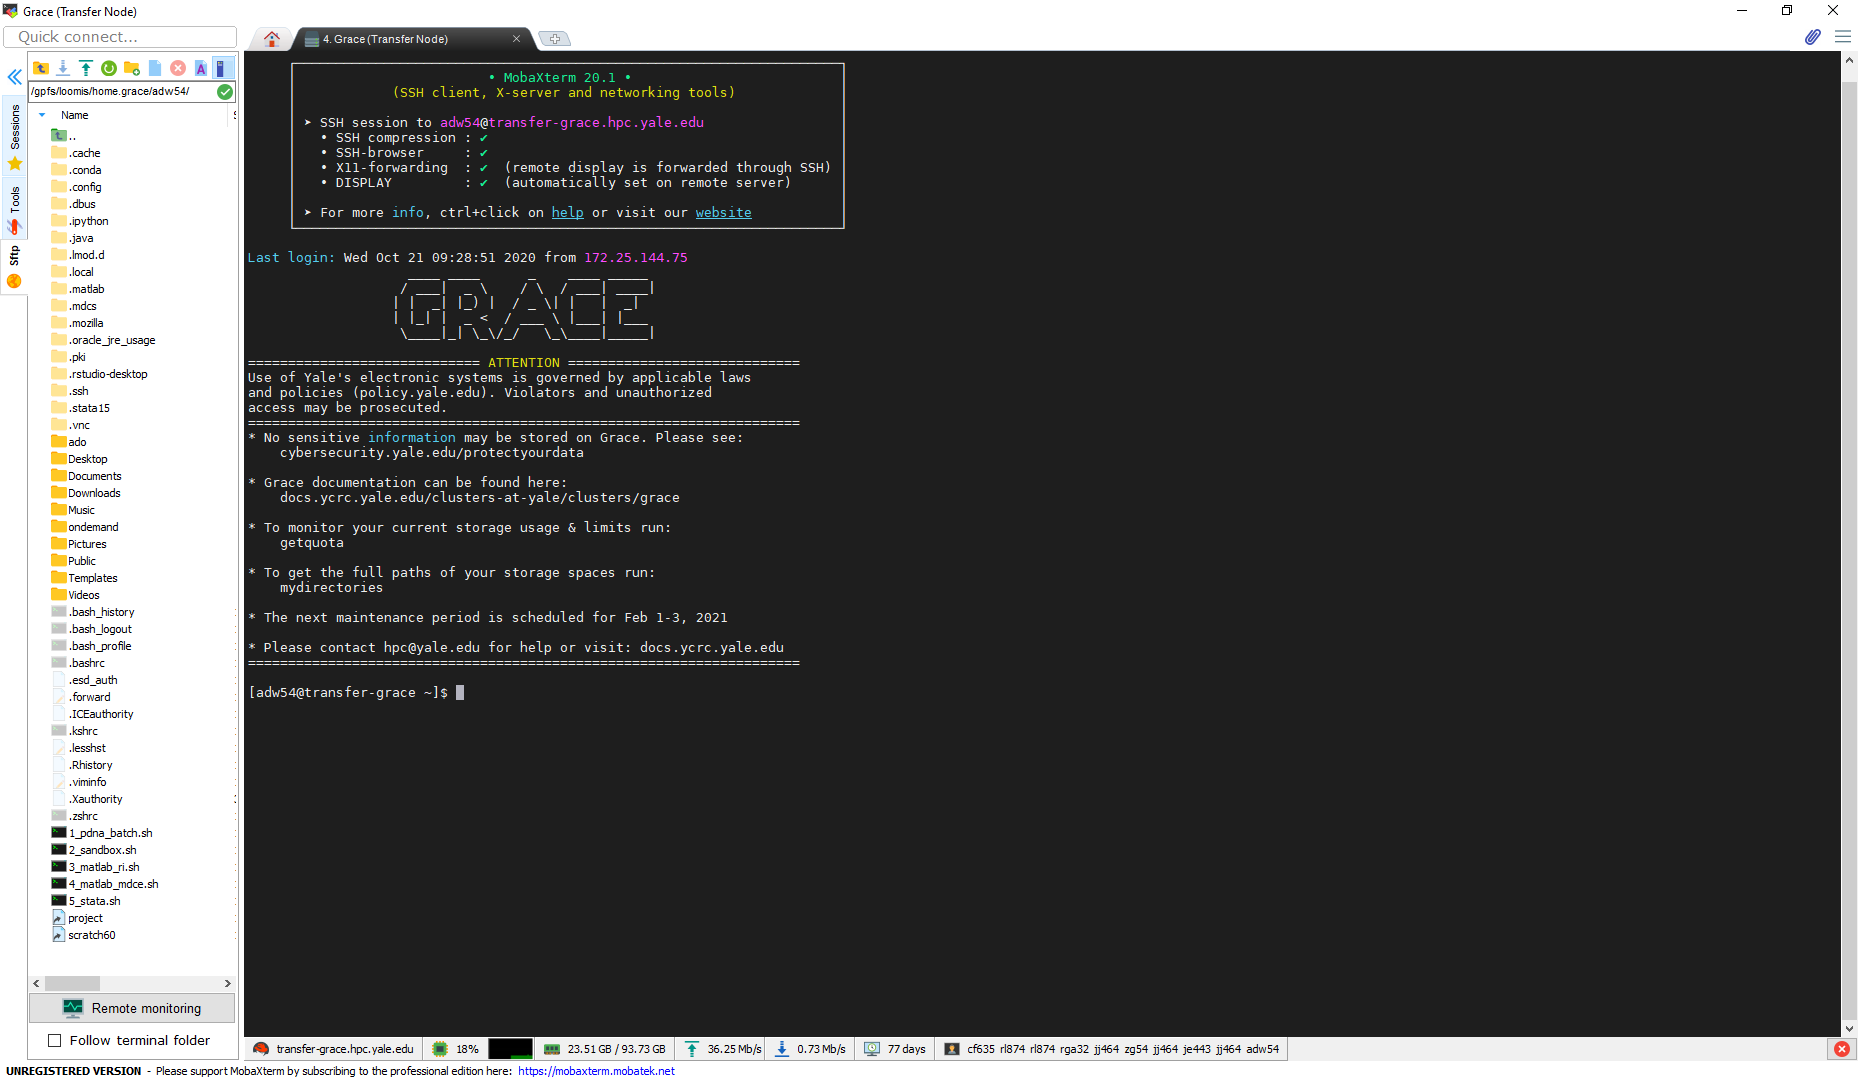 Grace (Transfer Node)
Quick connect...
4. Grace (Transfer Node)
/gpfs/loomis/home.grace/adw54/
Sessions
Tools
Sftp
Name
..
.cache
.conda
.config
.dbus
.ipython
.java
.lmod.d
.local
.matlab
.mdcs
.mozilla
.oracle_jre_usage
.pki
.rstudio-desktop
.ssh
.stata15
.vnc
ado
Desktop
Documents
Downloads
Music
ondemand
Pictures
Public
Templates
Videos
.bash_history
.bash_logout
.bash_profile
.bashrc
.esd_auth
.forward
.ICEauthority
.kshrc
.lesshst
.Rhistory
.viminfo
.Xauthority
.zshrc
1_pdna_batch.sh
2_sandbox.sh
3_matlab_ri.sh
4_matlab_mdce.sh
5_stata.sh
project
scratch60
Remote monitoring
Follow terminal folder
• MobaXterm 20.1 •
(SSH client, X-server and networking tools)
➤ SSH session to adw54@transfer-grace.hpc.yale.edu
• SSH compression : ✔
• SSH-browser : ✔
• X11-forwarding : ✔ (remote display is forwarded through SSH)
• DISPLAY : ✔ (automatically set on remote server)
➤ For more info, ctrl+click on help or visit our website
Last login: Wed Oct 21 09:28:51 2020 from 172.25.144.75
GRACE
============================= ATTENTION =============================
Use of Yale's electronic systems is governed by applicable laws
and policies (policy.yale.edu). Violators and unauthorized
access may be prosecuted.
=====================================================================
* No sensitive information may be stored on Grace. Please see:
cybersecurity.yale.edu/protectyourdata
* Grace documentation can be found here:
docs.ycrc.yale.edu/clusters-at-yale/clusters/grace
* To monitor your current storage usage & limits run:
getquota
* To get the full paths of your storage spaces run:
mydirectories
* The next maintenance period is scheduled for Feb 1-3, 2021
* Please contact hpc@yale.edu for help or visit: docs.ycrc.yale.edu
=====================================================================
[adw54@transfer-grace ~]$
transfer-grace.hpc.yale.edu 18% 23.51 GB / 93.73 GB 36.25 Mb/s 0.73 Mb/s 77 days cf635 rl874 rl874 rga32 jj464 zg54 jj464 je443 jj464 adw54
UNREGISTERED VERSION - Please support MobaXterm by subscribing to the professional edition here: https://mobaxterm.mobatek.net